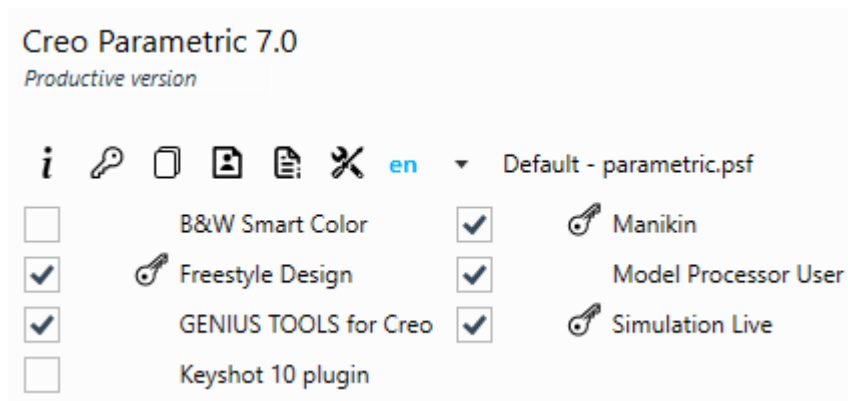 Creo Parametric 7.0
Productive version
i en Default - parametric.psf
B&W Smart Color Manikin
Freestyle Design Model Processor User
GENIUS TOOLS for Creo Simulation Live
Keyshot 10 plugin